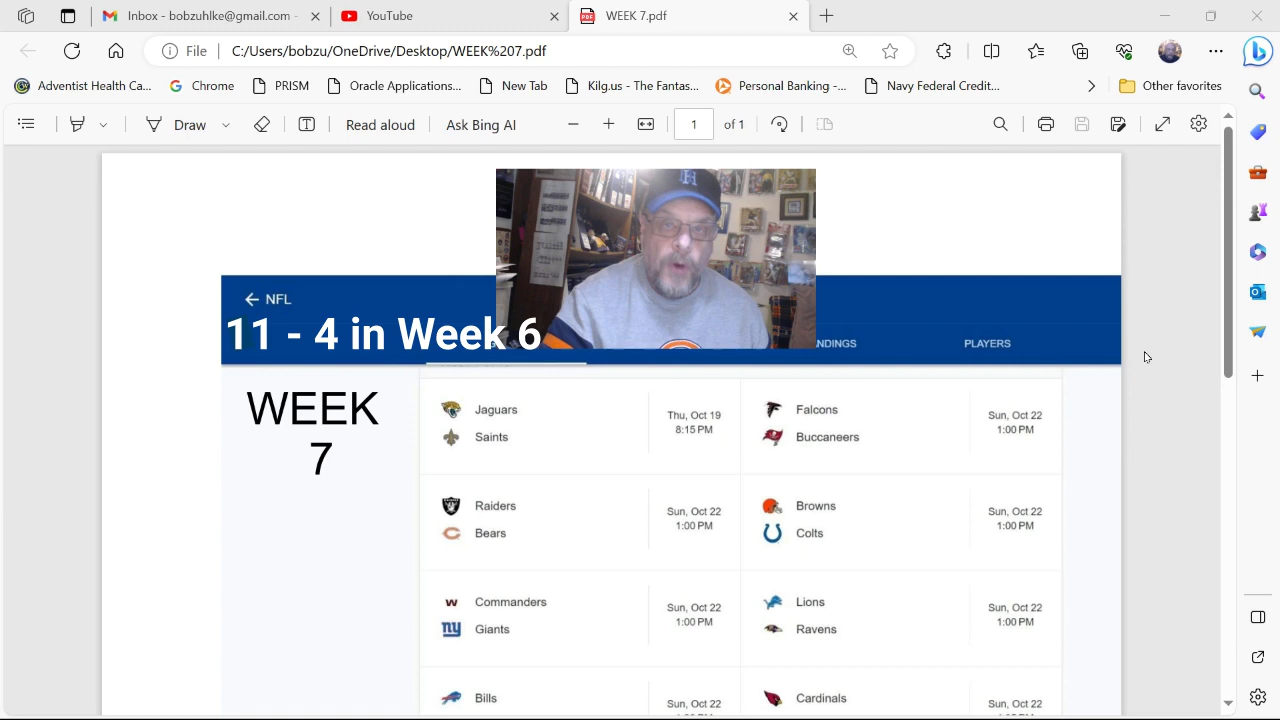 Inbox - bobzuhlke@gmail.com -
YouTube
WEEK 7.pdf
File
C:/Users/bobzu/OneDrive/Desktop/WEEK%207.pdf
Adventist Health Ca...
Chrome
PRISM
Oracle Applications...
New Tab
Kilg.us - The Fantas...
Personal Banking -...
Navy Federal Credit...
Other favorites
Draw
T
Read aloud
Ask Bing AI
1
of 1
H
NFL
11 - 4 in Week 6
NDINGS
PLAYERS
WEEK
7
Jaguars
Saints
Thu, Oct 19
8:15 PM
Falcons
Buccaneers
Sun, Oct 22
1:00 PM
Raiders
Bears
Sun, Oct 22
1:00 PM
Browns
Colts
Sun, Oct 22
1:00 PM
W
Commanders
ny
Giants
Sun, Oct 22
1:00 PM
Lions
Ravens
Sun, Oct 22
1:00 PM
Bills
Sun, Oct 22
Cardinals
Sun, Oct 22